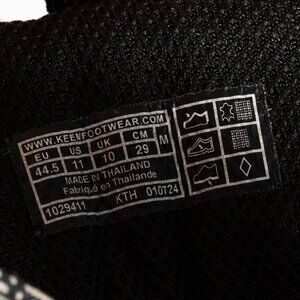 WWW.KEENFOOTWEAR.COM
EU US UK CM M
44.5 11 10 29
MADE IN THAILAND
Fabriqué en Thaïlande
1029411 KTH 010724